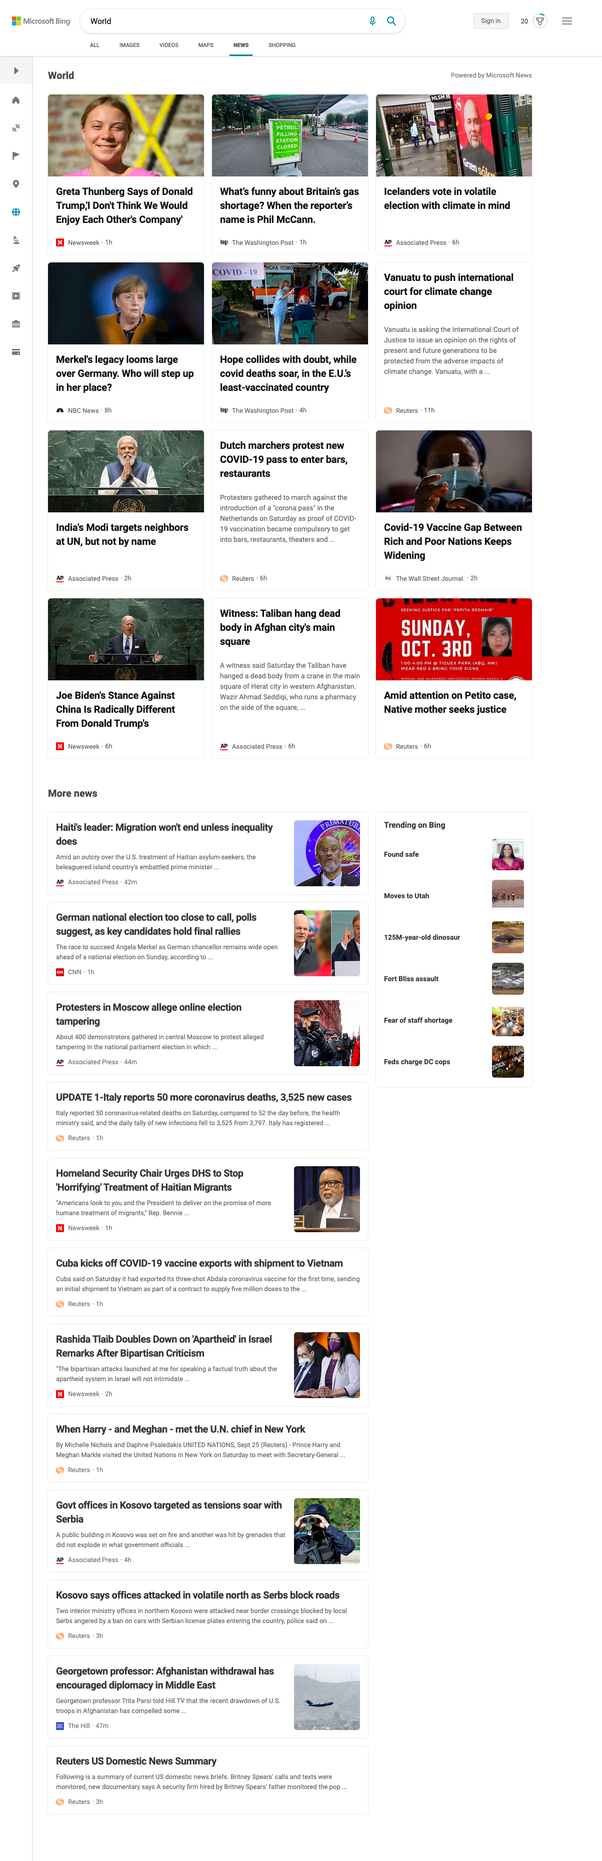 Microsoft Bing
World
Sign in
20
ALL
IMAGES
VIDEOS
MAPS
NEWS
SHOPPING
World
Powered by Microsoft News
PETROL
FILLING
STATION
CLOSED
Greta Thunberg Says of Donald
Trump,'I Don't Think We Would
Enjoy Each Other's Company'
Newsweek · 1h
What's funny about Britain's gas
shortage? When the reporter's
name is Phil McCann.
The Washington Post · 1h
Icelanders vote in volatile
election with climate in mind
AP Associated Press · 6h
COVID - 19
Merkel's legacy looms large
over Germany. Who will step up
in her place?
NBC News · 8h
Hope collides with doubt, while
covid deaths soar, in the E.U.'s
least-vaccinated country
The Washington Post · 4h
Vanuatu to push international
court for climate change
opinion
Vanuatu is asking the International Court of
Justice to issue an opinion on the rights of
present and future generations to be
protected from the adverse impacts of
climate change. Vanuatu, with a ...
Reuters · 11h
India's Modi targets neighbors
at UN, but not by name
AP Associated Press · 2h
Dutch marchers protest new
COVID-19 pass to enter bars,
restaurants
Protesters gathered to march against the
introduction of a "corona pass" in the
Netherlands on Saturday as proof of COVID-
19 vaccination became compulsory to get
into bars, restaurants, theaters and ...
Reuters · 6h
Covid-19 Vaccine Gap Between
Rich and Poor Nations Keeps
Widening
The Wall Street Journal. · 2h
Joe Biden's Stance Against
China Is Radically Different
From Donald Trump's
Newsweek · 6h
Witness: Taliban hang dead
body in Afghan city's main
square
A witness said Saturday the Taliban have
hanged a dead body from a crane in the main
square of Herat city in western Afghanistan.
Wazir Ahmad Seddiqi, who runs a pharmacy
on the side of the square, ...
AP Associated Press · 6h
SEEKING JUSTICE FOR "PEPITA REDHAIR"
SUNDAY,
OCT. 3RD
1:00-4:00 PM @ TIGUEX PARK (ABQ, NM)
WEAR RED & BRING YOUR SIGNS
Amid attention on Petito case,
Native mother seeks justice
Reuters · 6h
More news
Haiti's leader: Migration won't end unless inequality
does
Amid an outcry over the U.S. treatment of Haitian asylum-seekers, the
beleaguered island country's embattled prime minister ...
AP Associated Press · 42m
German national election too close to call, polls
suggest, as key candidates hold final rallies
The race to succeed Angela Merkel as German chancellor remains wide open
ahead of a national election on Sunday, according to ...
CNN · 1h
Protesters in Moscow allege online election
tampering
About 400 demonstrators gathered in central Moscow to protest alleged
tampering in the national parliament election in which ...
AP Associated Press · 44m
UPDATE 1-Italy reports 50 more coronavirus deaths, 3,525 new cases
Italy reported 50 coronavirus-related deaths on Saturday, compared to 52 the day before, the health
ministry said, and the daily tally of new infections fell to 3,525 from 3,797. Italy has registered ...
Reuters · 1h
Homeland Security Chair Urges DHS to Stop
'Horrifying' Treatment of Haitian Migrants
"Americans look to you and the President to deliver on the promise of more
humane treatment of migrants," Rep. Bennie ...
Newsweek · 1h
Cuba kicks off COVID-19 vaccine exports with shipment to Vietnam
Cuba said on Saturday it had exported its three-shot Abdala coronavirus vaccine for the first time, sending
an initial shipment to Vietnam as part of a contract to supply five million doses to the ...
Reuters · 1h
Rashida Tlaib Doubles Down on 'Apartheid' in Israel
Remarks After Bipartisan Criticism
"The bipartisan attacks launched at me for speaking a factual truth about the
apartheid system in Israel will not intimidate ...
Newsweek · 2h
When Harry - and Meghan - met the U.N. chief in New York
By Michelle Nichols and Daphne Psaledakis UNITED NATIONS, Sept 25 (Reuters) - Prince Harry and
Meghan Markle visited the United Nations in New York on Saturday to meet with Secretary-General ...
Reuters · 1h
Govt offices in Kosovo targeted as tensions soar with
Serbia
A public building in Kosovo was set on fire and another was hit by grenades that
did not explode in what government officials ...
AP Associated Press · 4h
Kosovo says offices attacked in volatile north as Serbs block roads
Two interior ministry offices in northern Kosovo were attacked near border crossings blocked by local
Serbs angered by a ban on cars with Serbian license plates entering the country, police said on ...
Reuters · 3h
Georgetown professor: Afghanistan withdrawal has
encouraged diplomacy in Middle East
Georgetown professor Trita Parsi told Hill.TV that the recent drawdown of U.S.
troops in Afghanistan has compelled some ...
The Hill · 47m
Reuters US Domestic News Summary
Following is a summary of current US domestic news briefs. Britney Spears' calls and texts were
monitored, new documentary says A security firm hired by Britney Spears' father monitored the pop ...
Reuters · 3h
Trending on Bing
Found safe
Moves to Utah
125M-year-old dinosaur
Fort Bliss assault
Fear of staff shortage
Feds charge DC cops